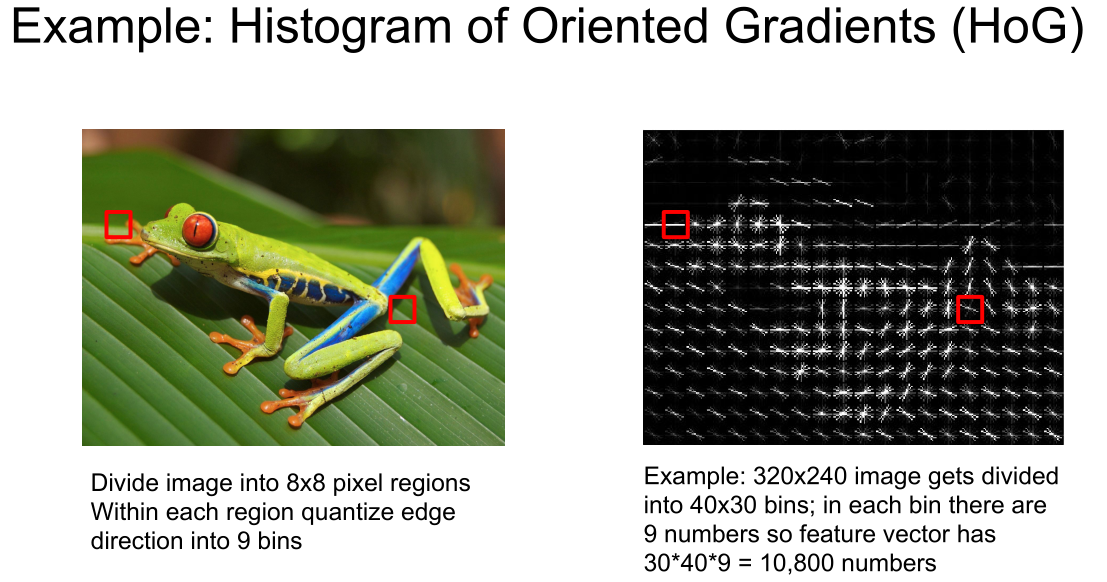 Example: Histogram of Oriented Gradients (HoG)
Divide image into 8x8 pixel regions
Within each region quantize edge
direction into 9 bins
Example: 320x240 image gets divided
into 40x30 bins; in each bin there are
9 numbers so feature vector has
30*40*9 = 10,800 numbers